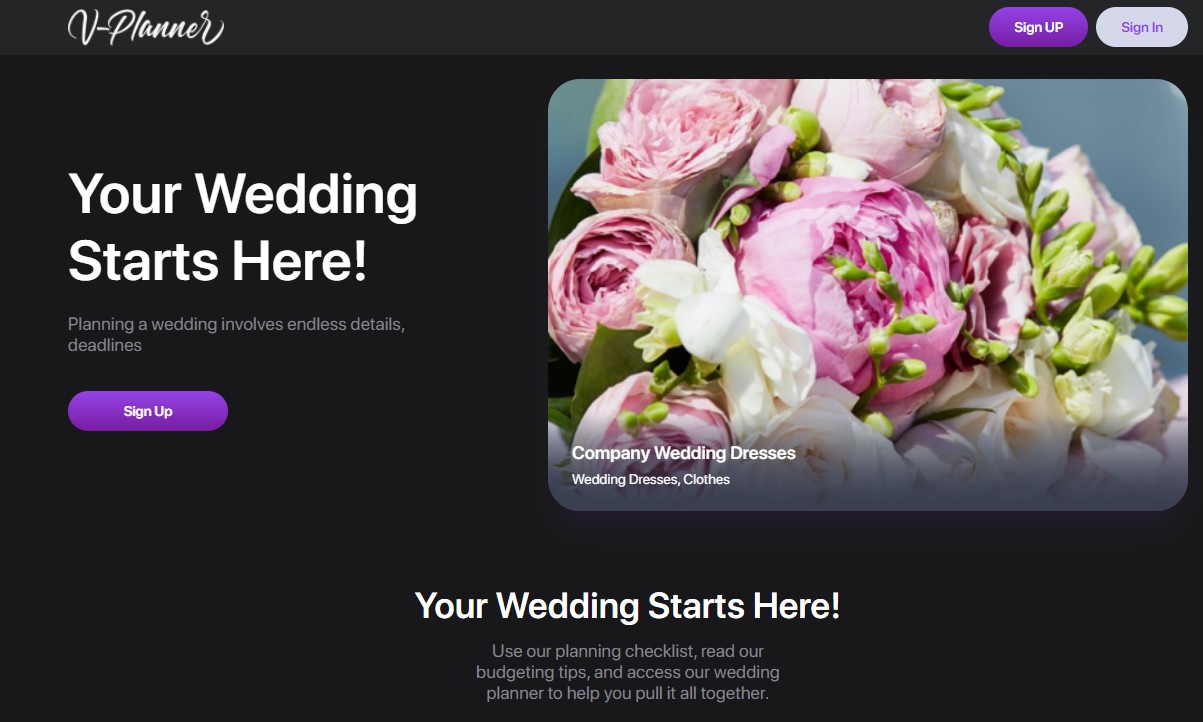 V-Planner
Sign UP
Sign In
Your Wedding
Starts Here!
Planning a wedding involves endless details,
deadlines
Sign Up
Company Wedding Dresses
Wedding Dresses, Clothes
Your Wedding Starts Here!
Use our planning checklist, read our
budgeting tips, and access our wedding
planner to help you pull it all together.